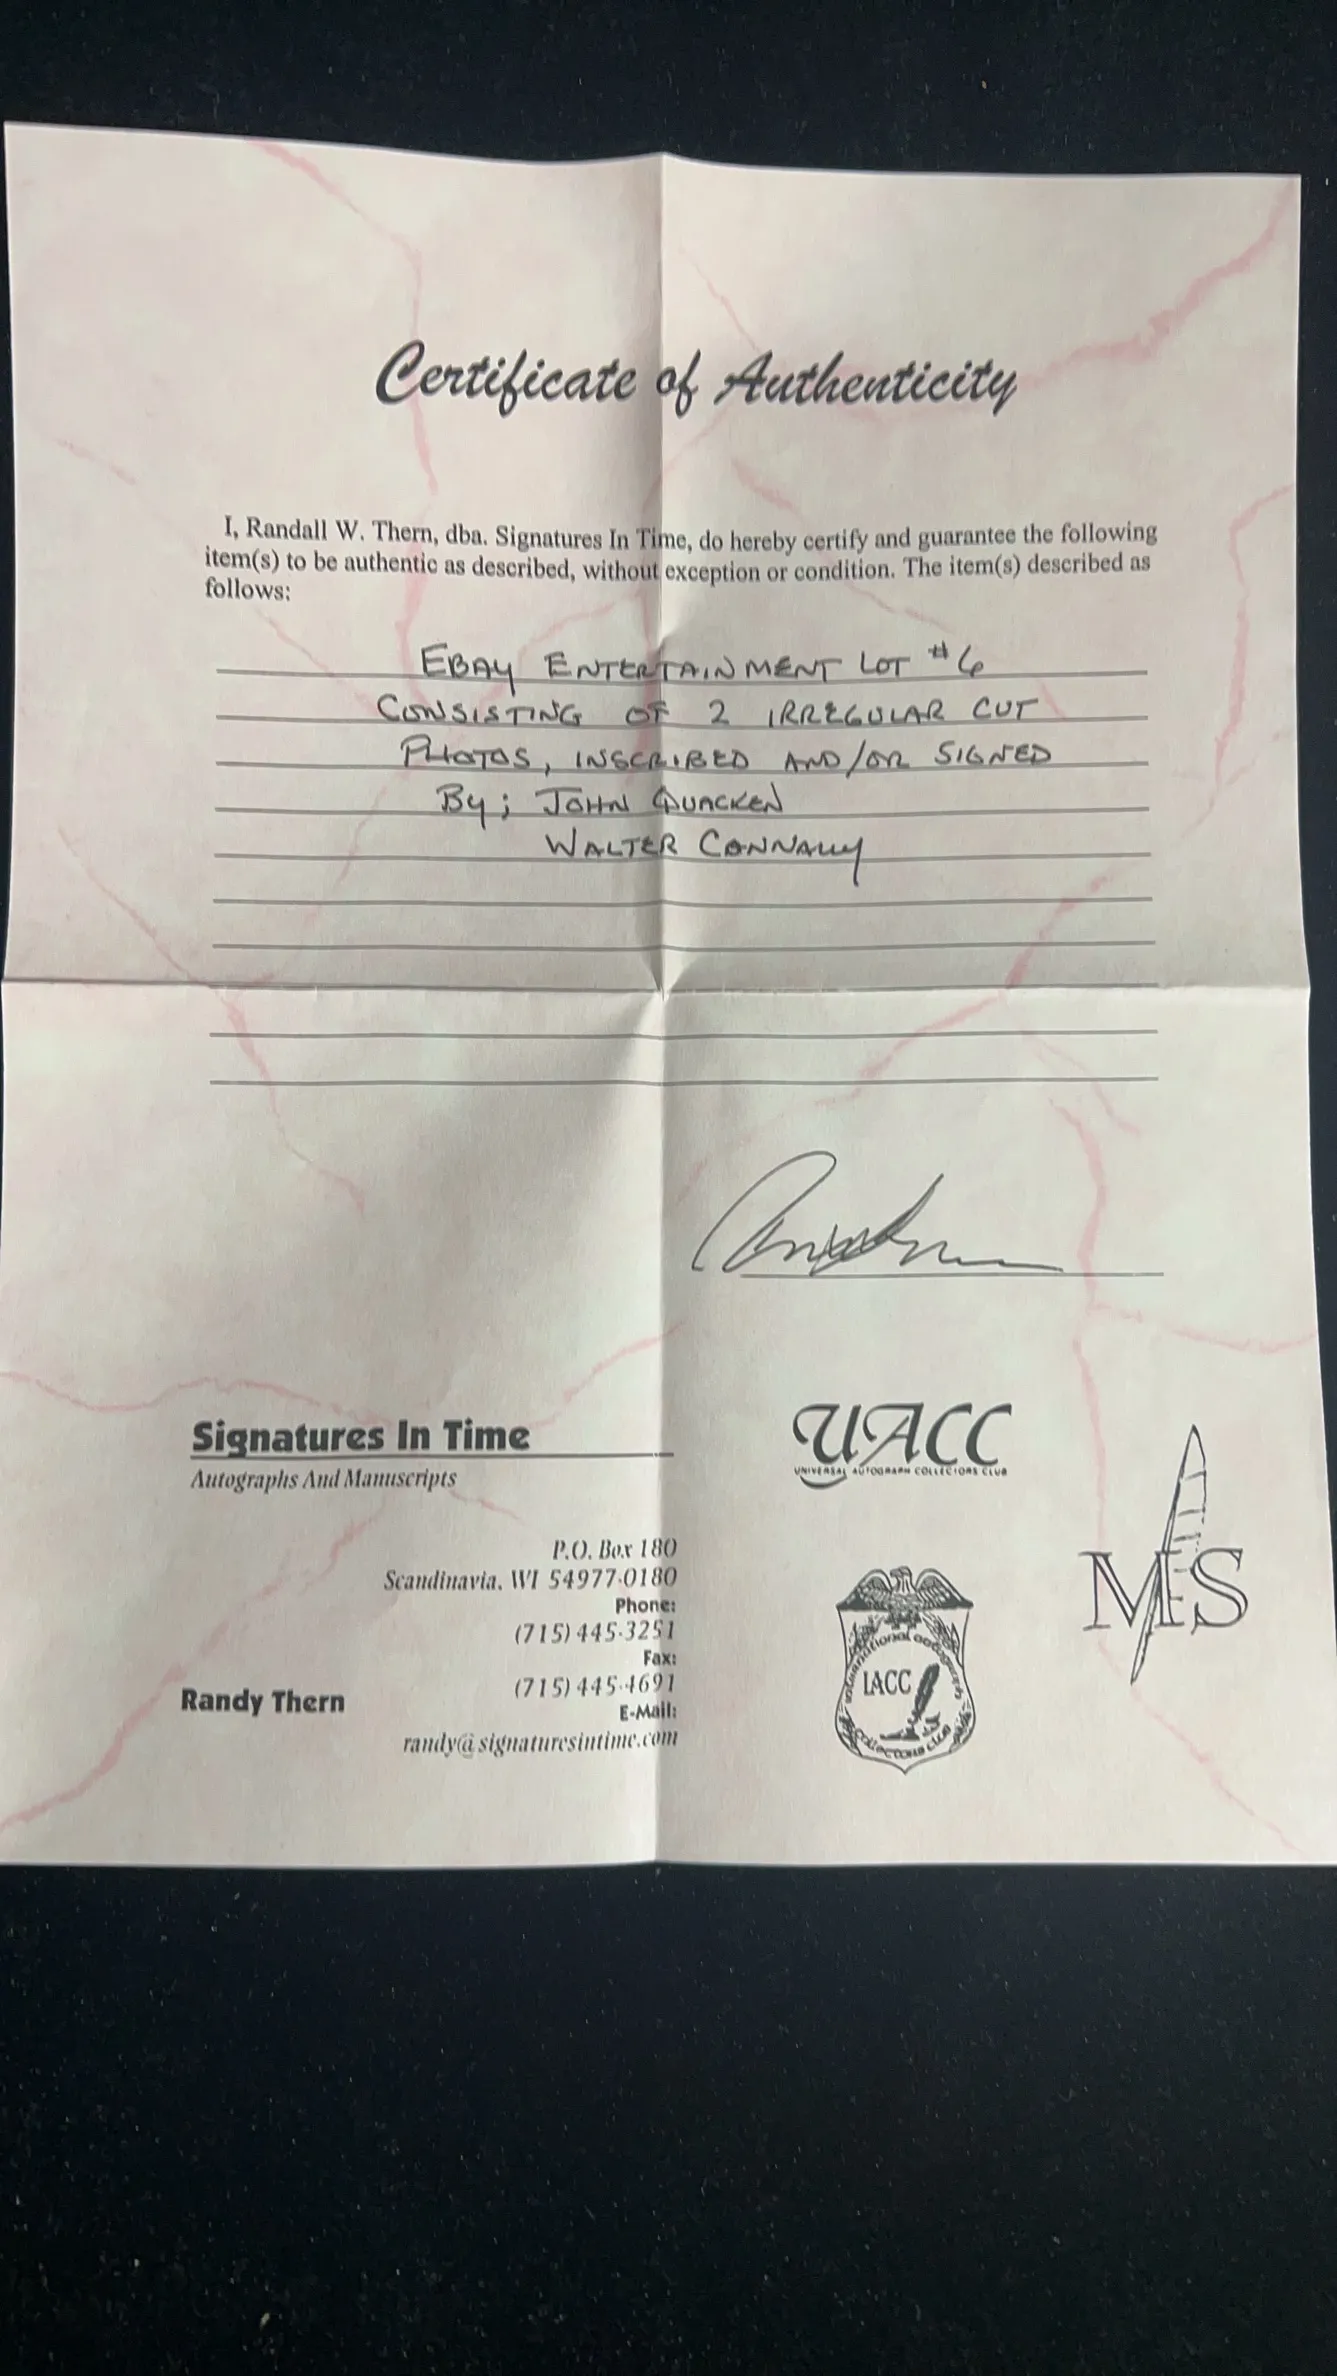 Certificate of Authenticity
I, Randall W. Thern, dba. Signatures In Time, do hereby certify and guarantee the following
item(s) to be authentic as described, without exception or condition. The item(s) described as
follows:
EBAY ENTERTAINMENT LOT #6
CONSISTING OF 2 IRREGULAR CUT
PHOTOS, INSCRIBED AND/OR SIGNED
By; JOHN QUACKEN
WALTER CONNALLY
Signatures In Time
Autographs And Manuscripts
P.O. Box 180
Scandinavia, WI 54977-0180
Phone:
(715) 445-3251
Fax:
(715) 445-4691
E-Mail:
randy@signaturesintime.com
Randy Thern
UACC
UNIVERSAL AUTOGRAPH COLLECTORS CLUB
international autograph
IACC
collectors club
MS